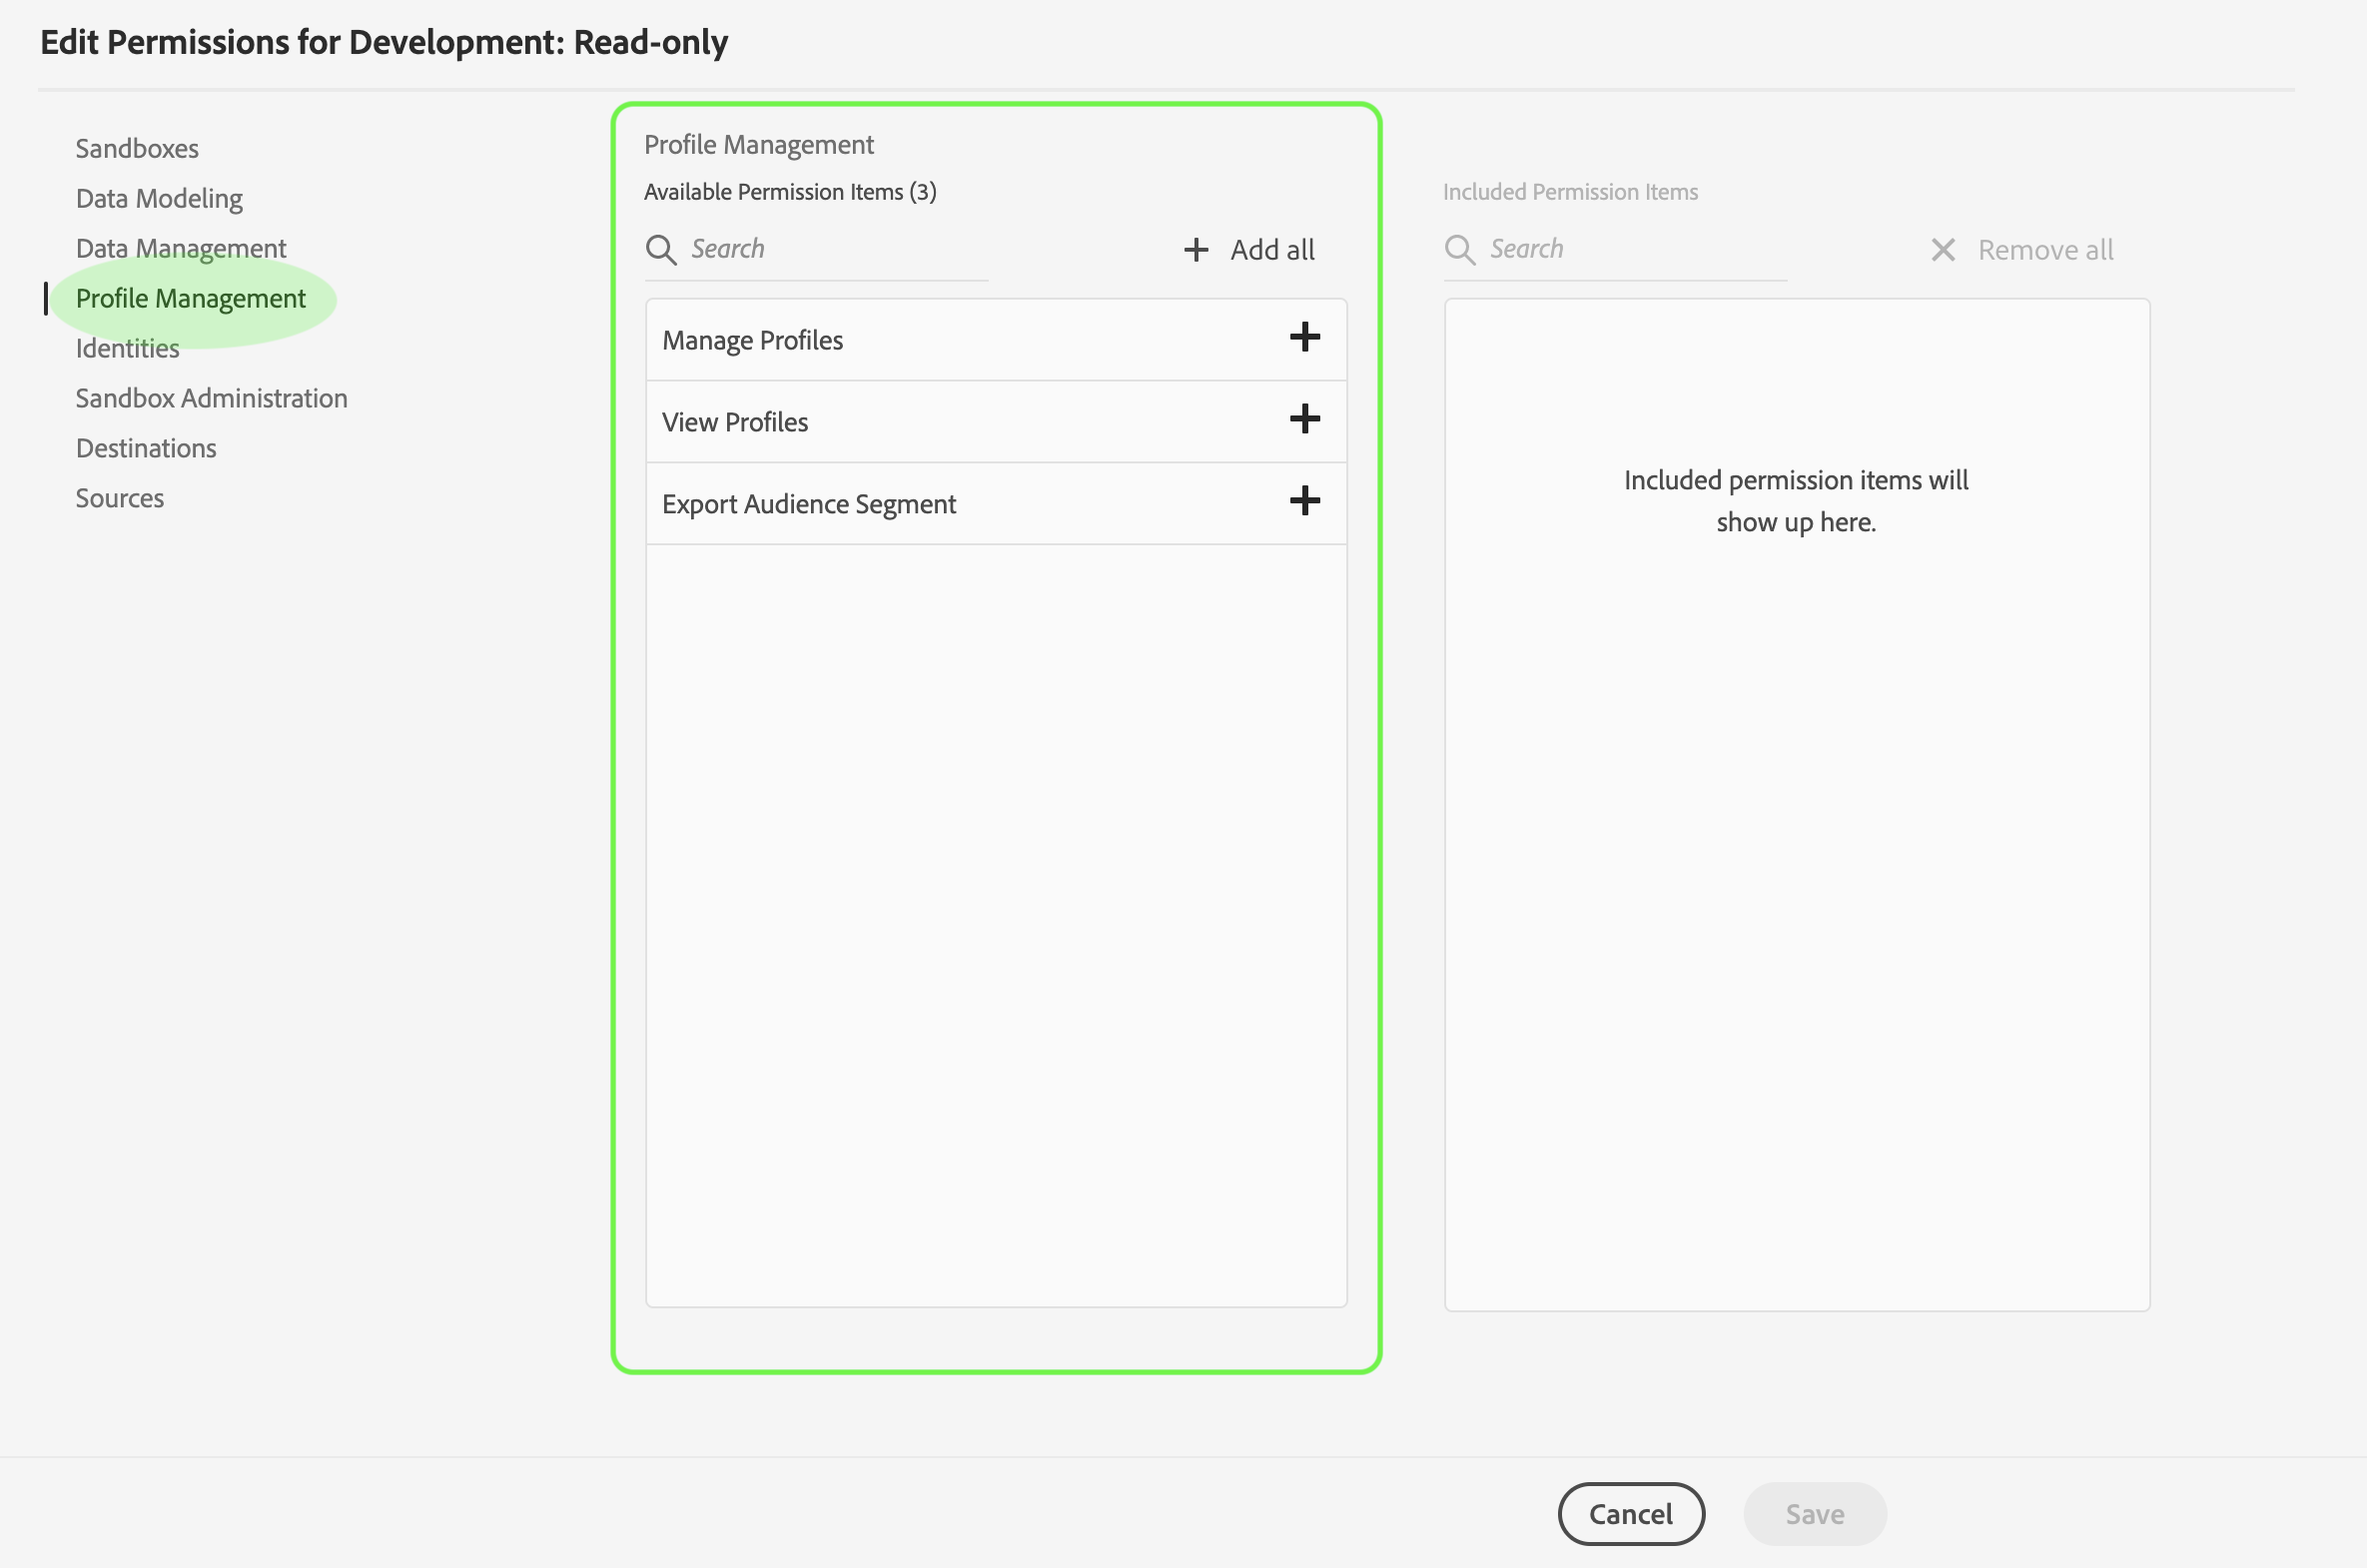 Edit Permissions for Development: Read-only
Sandboxes
Data Modeling
Data Management
Profile Management
Identities
Sandbox Administration
Destinations
Sources
Profile Management
Available Permission Items (3)
Search
Add all
Manage Profiles
View Profiles
Export Audience Segment
Included Permission Items
Search
Remove all
Included permission items will
show up here.
Cancel
Save